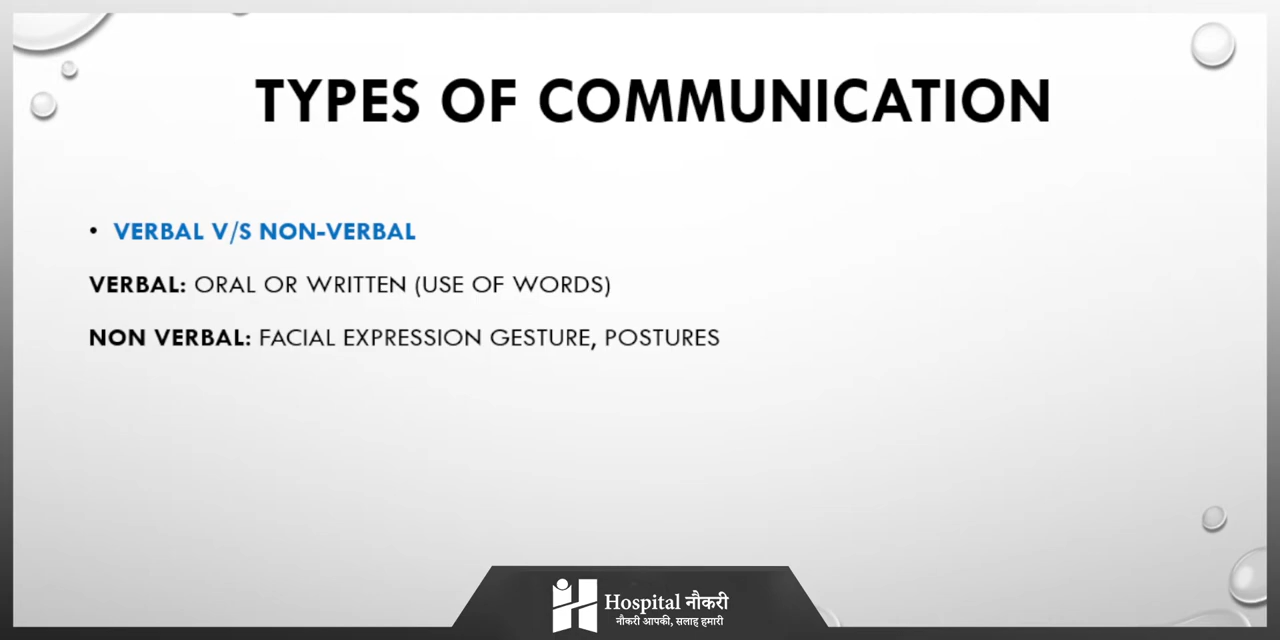 TYPES OF COMMUNICATION
• VERBAL V/S NON-VERBAL
VERBAL: ORAL OR WRITTEN (USE OF WORDS)
NON VERBAL: FACIAL EXPRESSION GESTURE, POSTURES
Hospital नौकरी
नौकरी आपकी, सलाह हमारी